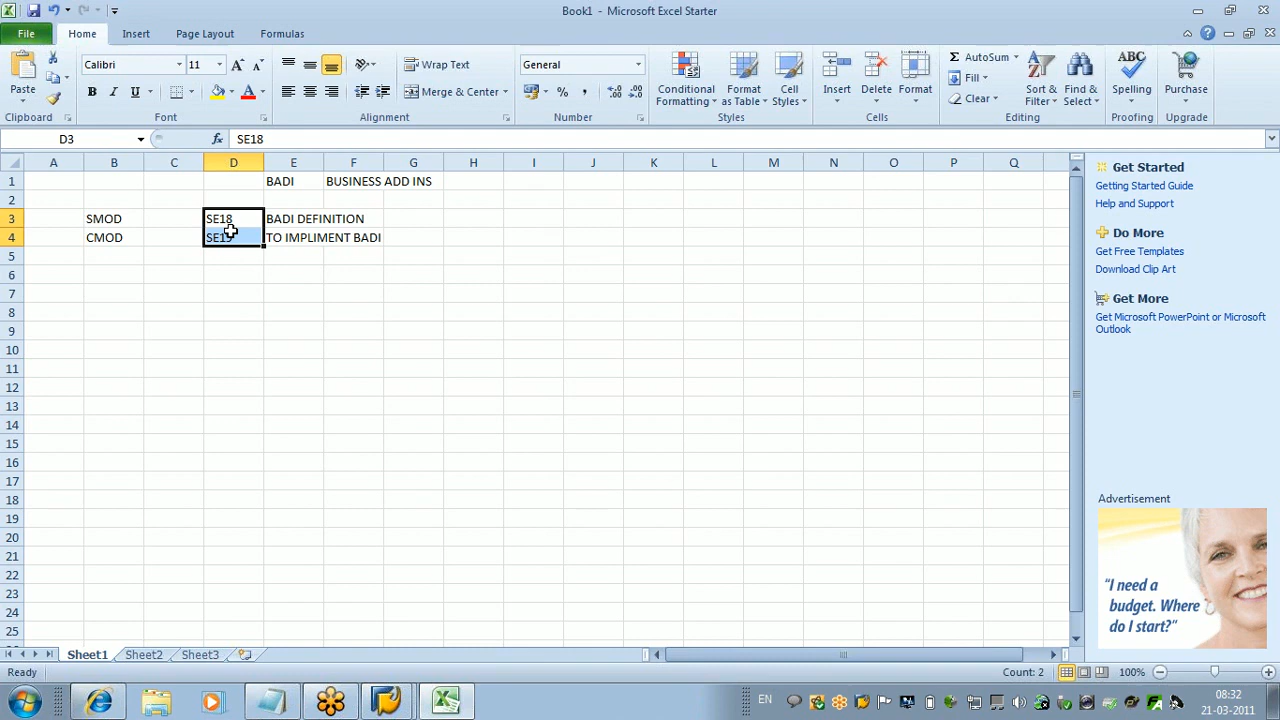 Book1 - Microsoft Excel Starter
File Home Insert Page Layout Formulas
Calibri 11
Wrap Text
General
AutoSum
Paste
B I U
Merge & Center
Conditional Formatting
Format as Table
Cell Styles
Insert
Delete
Format
Fill
Clear
Sort & Filter
Find & Select
ABC
Spelling
Purchase
Clipboard Font Alignment Number Styles Cells Editing Proofing Upgrade
D3 fx SE18
A B C D E F G H I J K L M N O P Q
1 BADI BUSINESS ADD INS
2
3 SMOD SE18 BADI DEFINITION
4 CMOD SE19 TO IMPLIMENT BADI
5
6
7
8
9
10
11
12
13
14
15
16
17
18
19
20
21
22
23
24
25
Get Started
Getting Started Guide
Help and Support
Do More
Get Free Templates
Download Clip Art
Get More
Get Microsoft PowerPoint or Microsoft
Outlook
Advertisement
"I need a
budget. Where
do I start?"
Sheet1 Sheet2 Sheet3
Ready Count: 2 100%
EN 08:32
21-03-2011